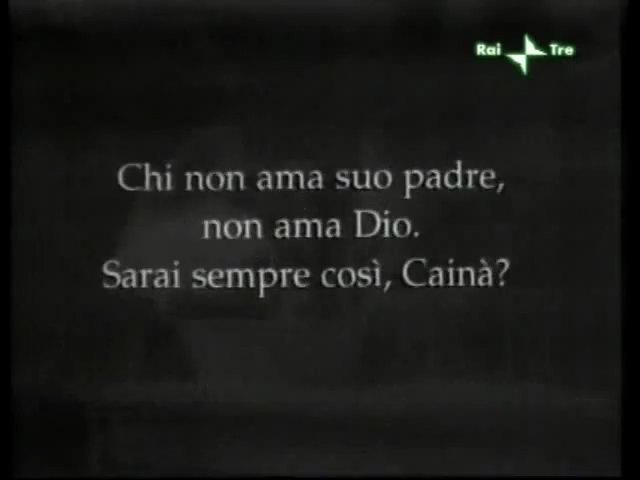 Rai Tre
Chi non ama suo padre,
non ama Dio.
Sarai sempre così, Cainà?